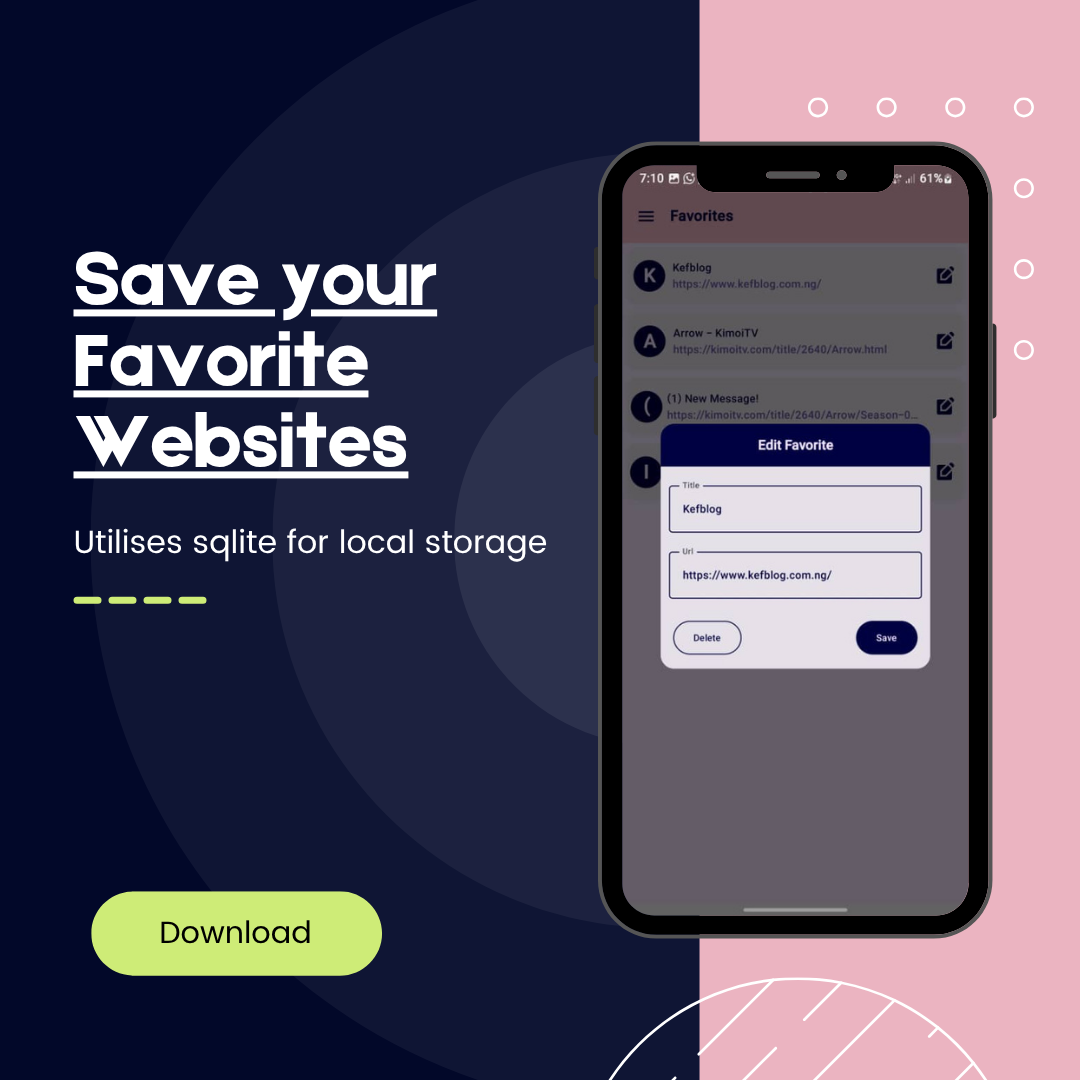 Save your
Favorite
Websites
Utilises sqlite for local storage
Download
7:10 61%
Favorites
K
Kefblog
https://www.kefblog.com.ng/
A
Arrow - KimoiTV
https://kimoitv.com/title/2640/Arrow.html
(
(1) New Message!
https://kimoitv.com/title/2640/Arrow/Season-0...
I
Edit Favorite
Title
Kefblog
Url
https://www.kefblog.com.ng/
Delete Save